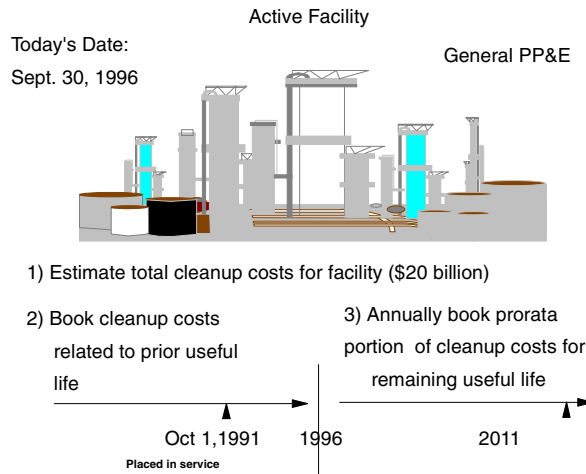 Active Facility
Today's Date:
Sept. 30, 1996
General PP&E
1) Estimate total cleanup costs for facility ($20 billion)
2) Book cleanup costs
related to prior useful
life
3) Annually book prorata
portion of cleanup costs for
remaining useful life
Oct 1,1991
1996
2011
Placed in service